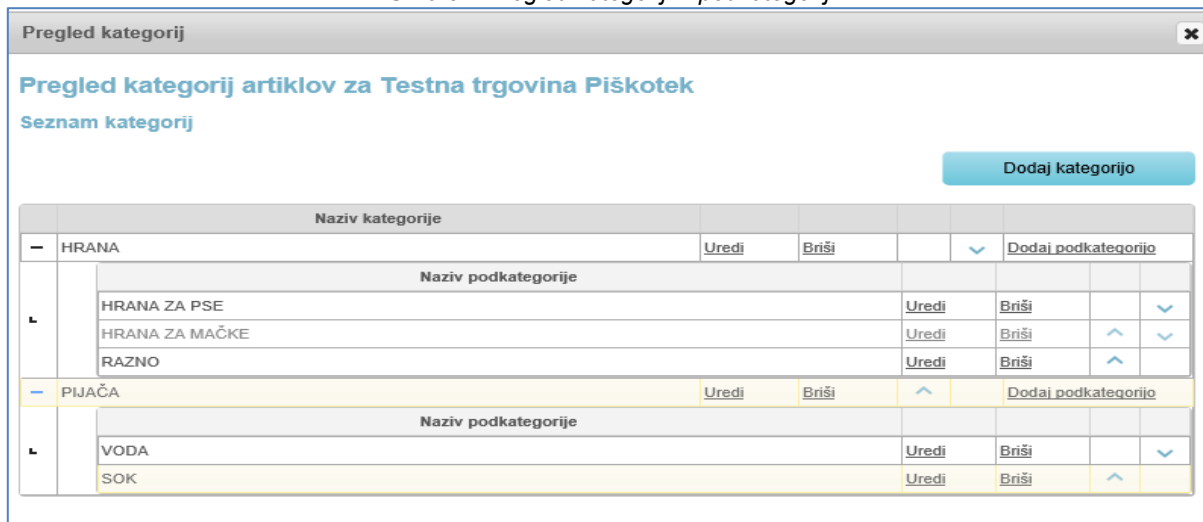 Pregled kategorij
Pregled kategorij artiklov za Testna trgovina Piškotek
Seznam kategorij
Dodaj kategorijo
Naziv kategorije
HRANA Uredi Briši Dodaj podkategorijo
Naziv podkategorije
HRANA ZA PSE Uredi Briši
HRANA ZA MAČKE Uredi Briši
RAZNO Uredi Briši
PIJAČA Uredi Briši Dodaj podkategorijo
Naziv podkategorije
VODA Uredi Briši
SOK Uredi Briši